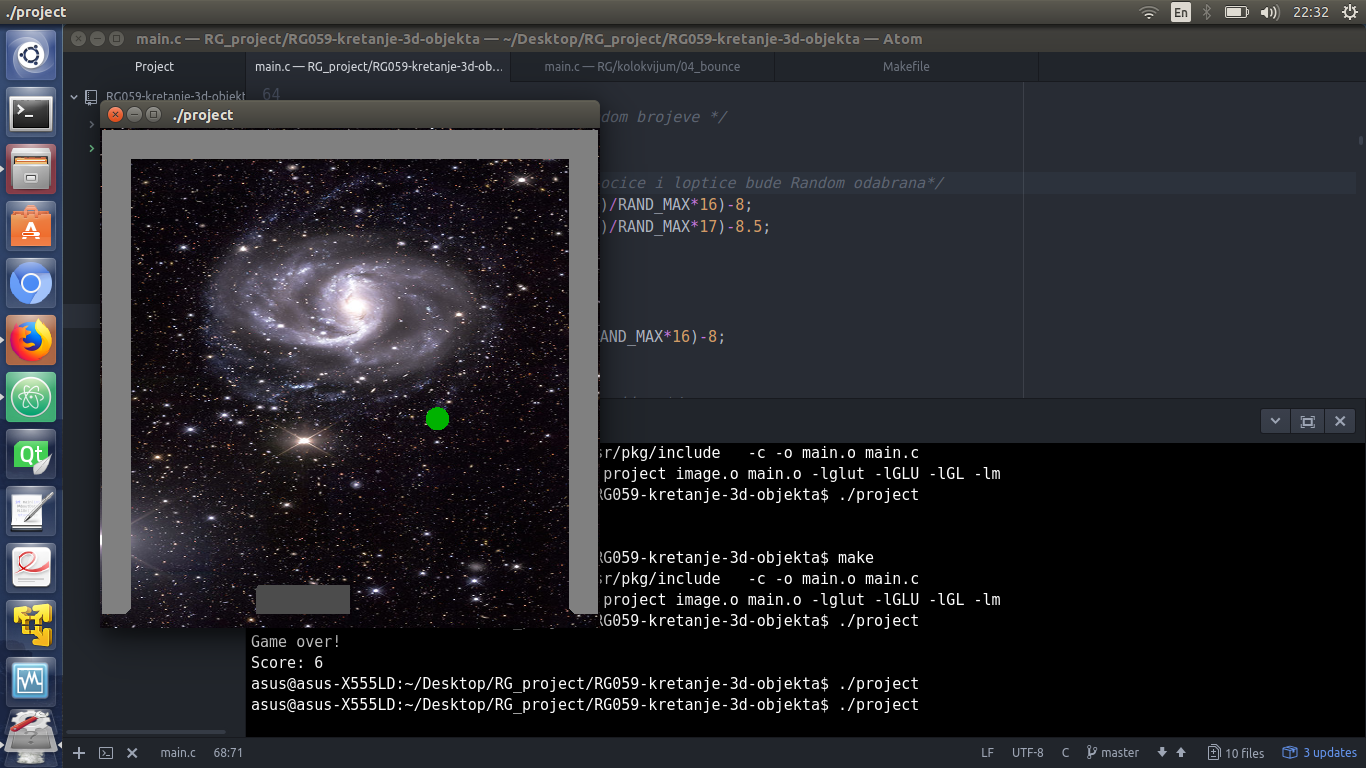 ./project
En
22:32
main.c — RG_project/RG059-kretanje-3d-objekta — ~/Desktop/RG_project/RG059-kretanje-3d-objekta — Atom
Project
main.c — RG_project/RG059-kretanje-3d-ob...
main.c — RG/kolokvijum/04_bounce
Makefile
RG059-kretanje-3d-objekt
64
./project
dom brojeve */
ocice i loptice bude Random odabrana*/
)/RAND_MAX*16)-8;
)/RAND_MAX*17)-8.5;
AND_MAX*16)-8;
sr/pkg/include   -c -o main.o main.c
project image.o main.o -lglut -lGLU -lGL -lm
RG059-kretanje-3d-objekta$ ./project
RG059-kretanje-3d-objekta$ make
sr/pkg/include   -c -o main.o main.c
project image.o main.o -lglut -lGLU -lGL -lm
RG059-kretanje-3d-objekta$ ./project
Game over!
Score: 6
asus@asus-X555LD:~/Desktop/RG_project/RG059-kretanje-3d-objekta$ ./project
asus@asus-X555LD:~/Desktop/RG_project/RG059-kretanje-3d-objekta$ ./project
Qt
main.c
68:71
LF
UTF-8
C
master
10 files
3 updates